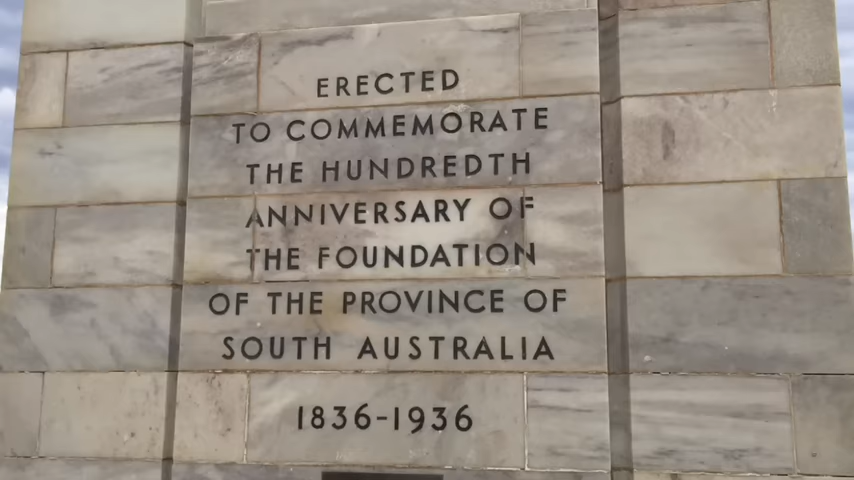 ERECTED
TO COMMEMORATE
THE HUNDREDTH
ANNIVERSARY OF
THE FOUNDATION
OF THE PROVINCE OF
SOUTH AUSTRALIA
1836-1936